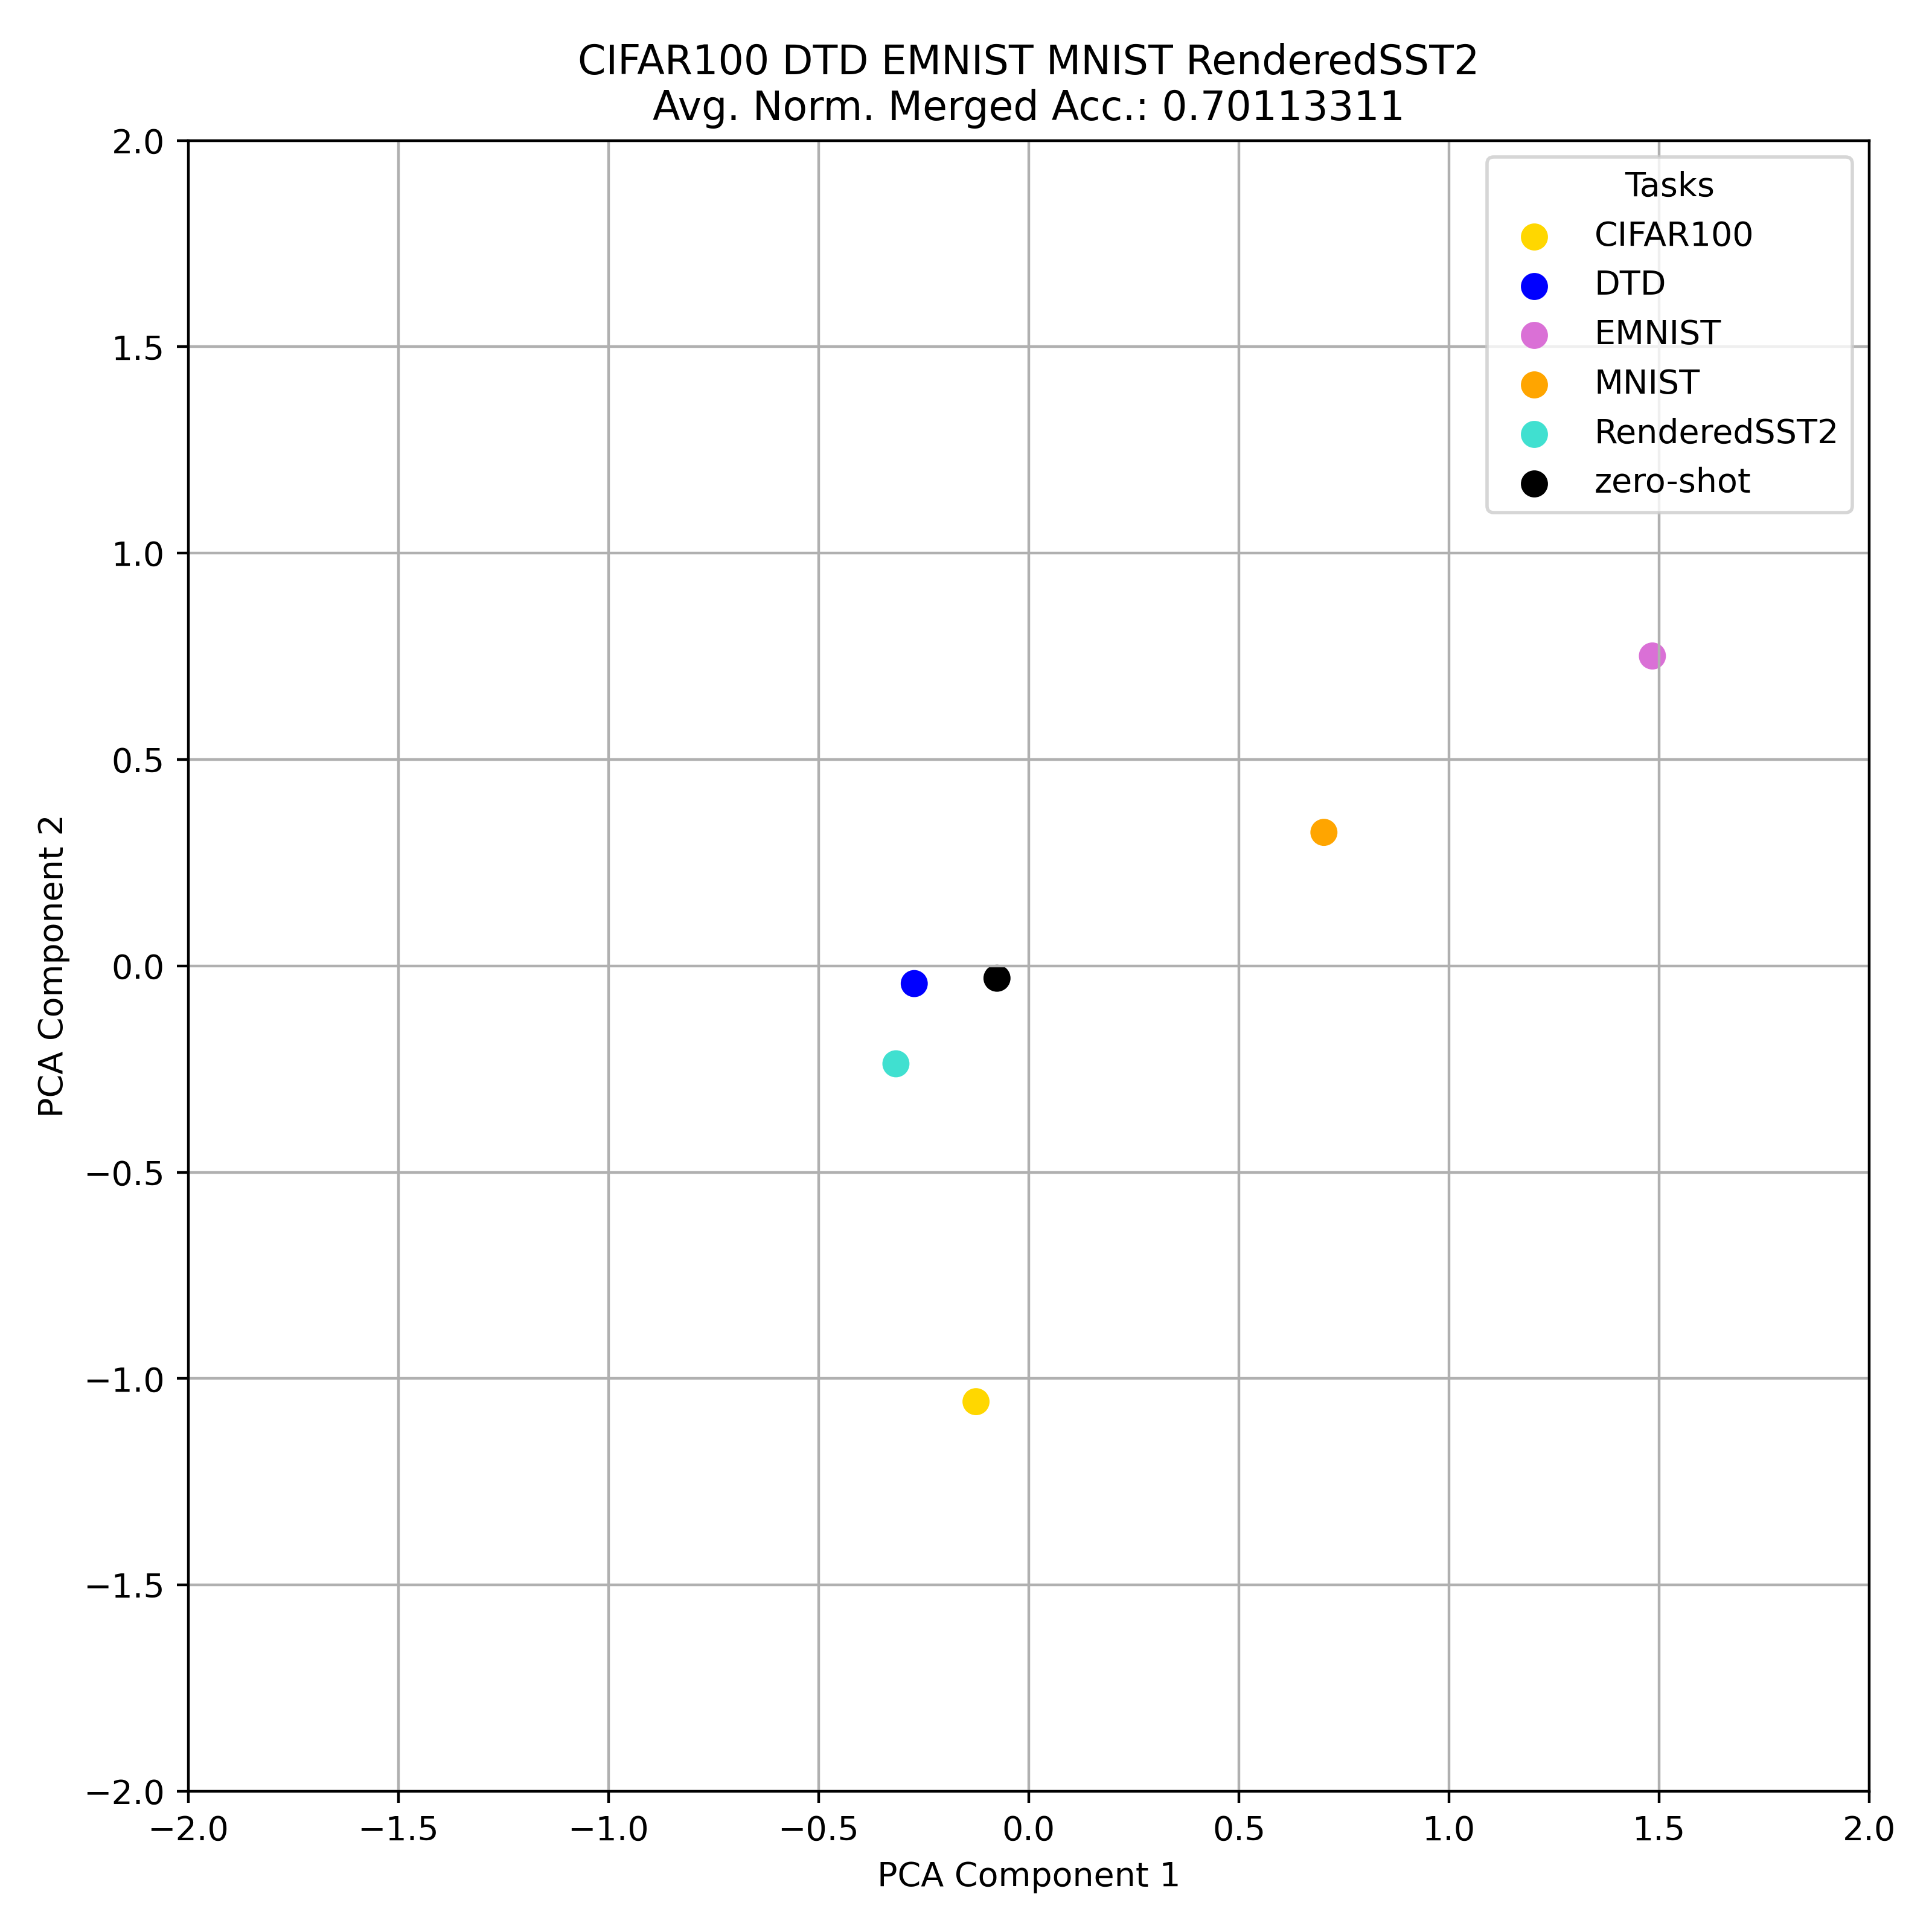 CIFAR100 DTD EMNIST MNIST RenderedSST2
Avg. Norm. Merged Acc.: 0.70113311
Tasks
CIFAR100
DTD
EMNIST
MNIST
RenderedSST2
zero-shot
PCA Component 2
2.0
1.5
1.0
0.5
0.0
−0.5
−1.0
−1.5
−2.0
−2.0 −1.5 −1.0 −0.5 0.0 0.5 1.0 1.5 2.0
PCA Component 1